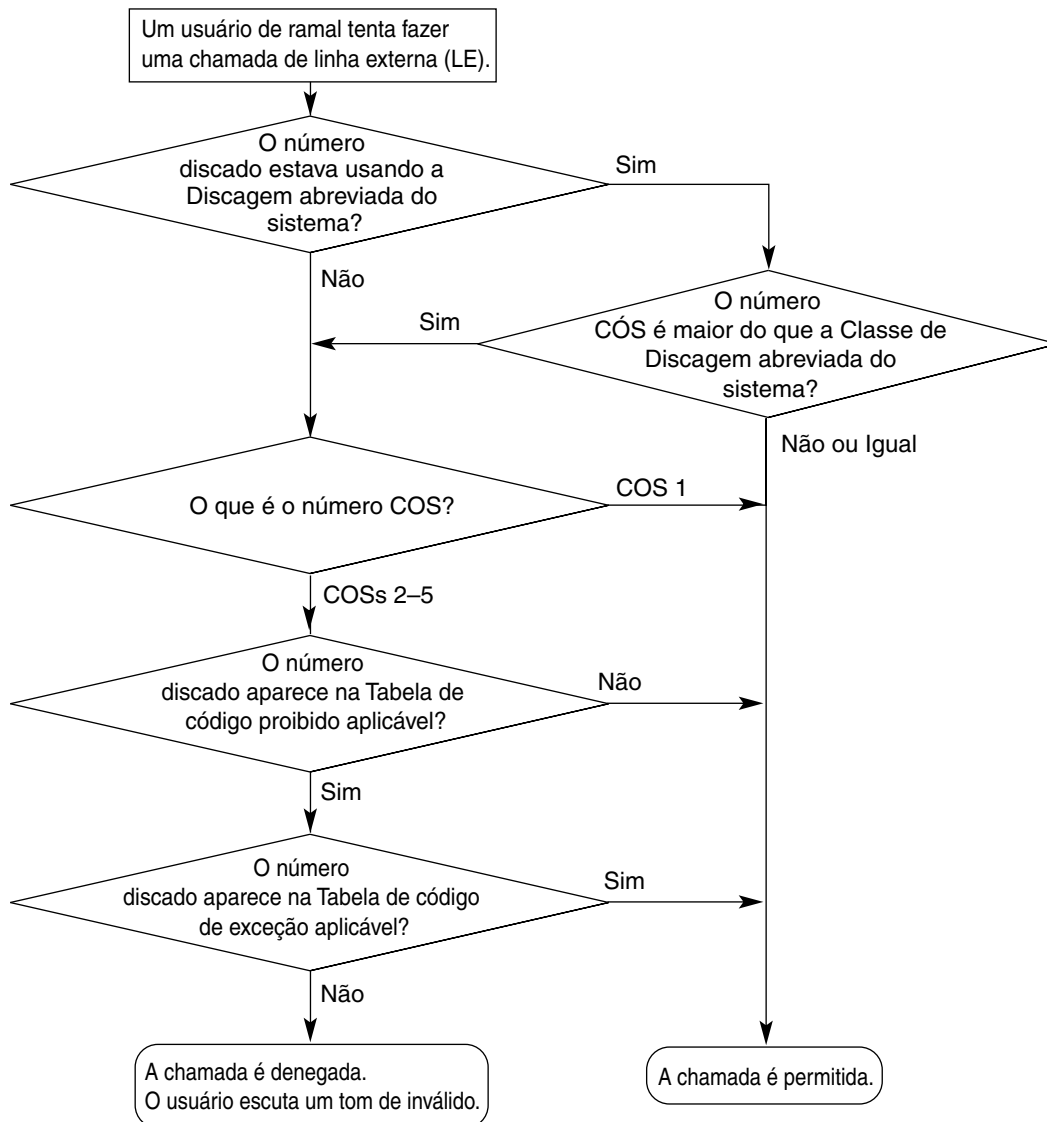 Um usuário de ramal tenta fazer
uma chamada de linha externa (LE).
O número
discado estava usando a
Discagem abreviada do
sistema?
Sim
Não
O número
CÓS é maior do que a Classe de
Discagem abreviada do
sistema?
Sim
Não ou Igual
O que é o número COS?
COS 1
COSs 2–5
O número
discado aparece na Tabela de
código proibido aplicável?
Não
Sim
O número
discado aparece na Tabela de código
de exceção aplicável?
Sim
Não
A chamada é denegada.
O usuário escuta um tom de inválido.
A chamada é permitida.